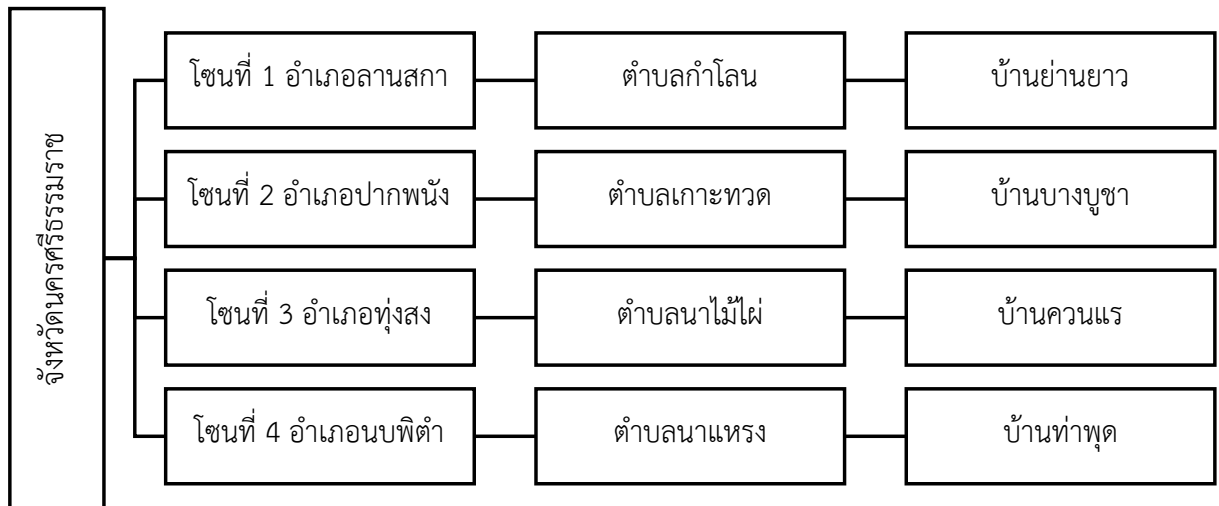 จังหวัดนครศรีธรรมราช
โซนที่ 1 อำเภอลานสกา
ตำบลกำโลน
บ้านย่านยาว
โซนที่ 2 อำเภอปากพนัง
ตำบลเกาะทวด
บ้านบางบูชา
โซนที่ 3 อำเภอทุ่งสง
ตำบลนาไม้ไผ่
บ้านควนแร
โซนที่ 4 อำเภอนบพิตำ
ตำบลนาแหรง
บ้านท่าพุด